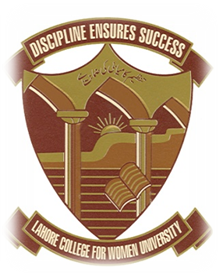 DISCIPLINE ENSURES SUCCESS
LAHORE COLLEGE FOR WOMEN UNIVERSITY